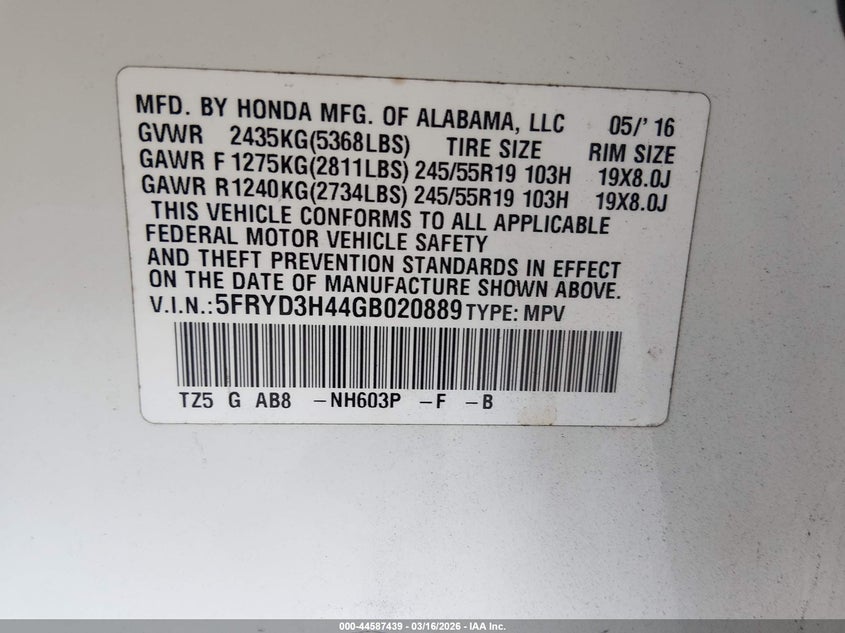 MFD. BY HONDA MFG. OF ALABAMA, LLC 05/' 16
GVWR 2435KG(5368LBS) TIRE SIZE RIM SIZE
GAWR F 1275KG(2811LBS) 245/55R19 103H 19X8.0J
GAWR R1240KG(2734LBS) 245/55R19 103H 19X8.0J
THIS VEHICLE CONFORMS TO ALL APPLICABLE
FEDERAL MOTOR VEHICLE SAFETY
AND THEFT PREVENTION STANDARDS IN EFFECT
ON THE DATE OF MANUFACTURE SHOWN ABOVE.
V.I.N.:5FRYD3H44GB020889 TYPE: MPV
TZ5 G AB8 -NH603P -F -B
000-44587439 - 03/16/2026 - IAA Inc.